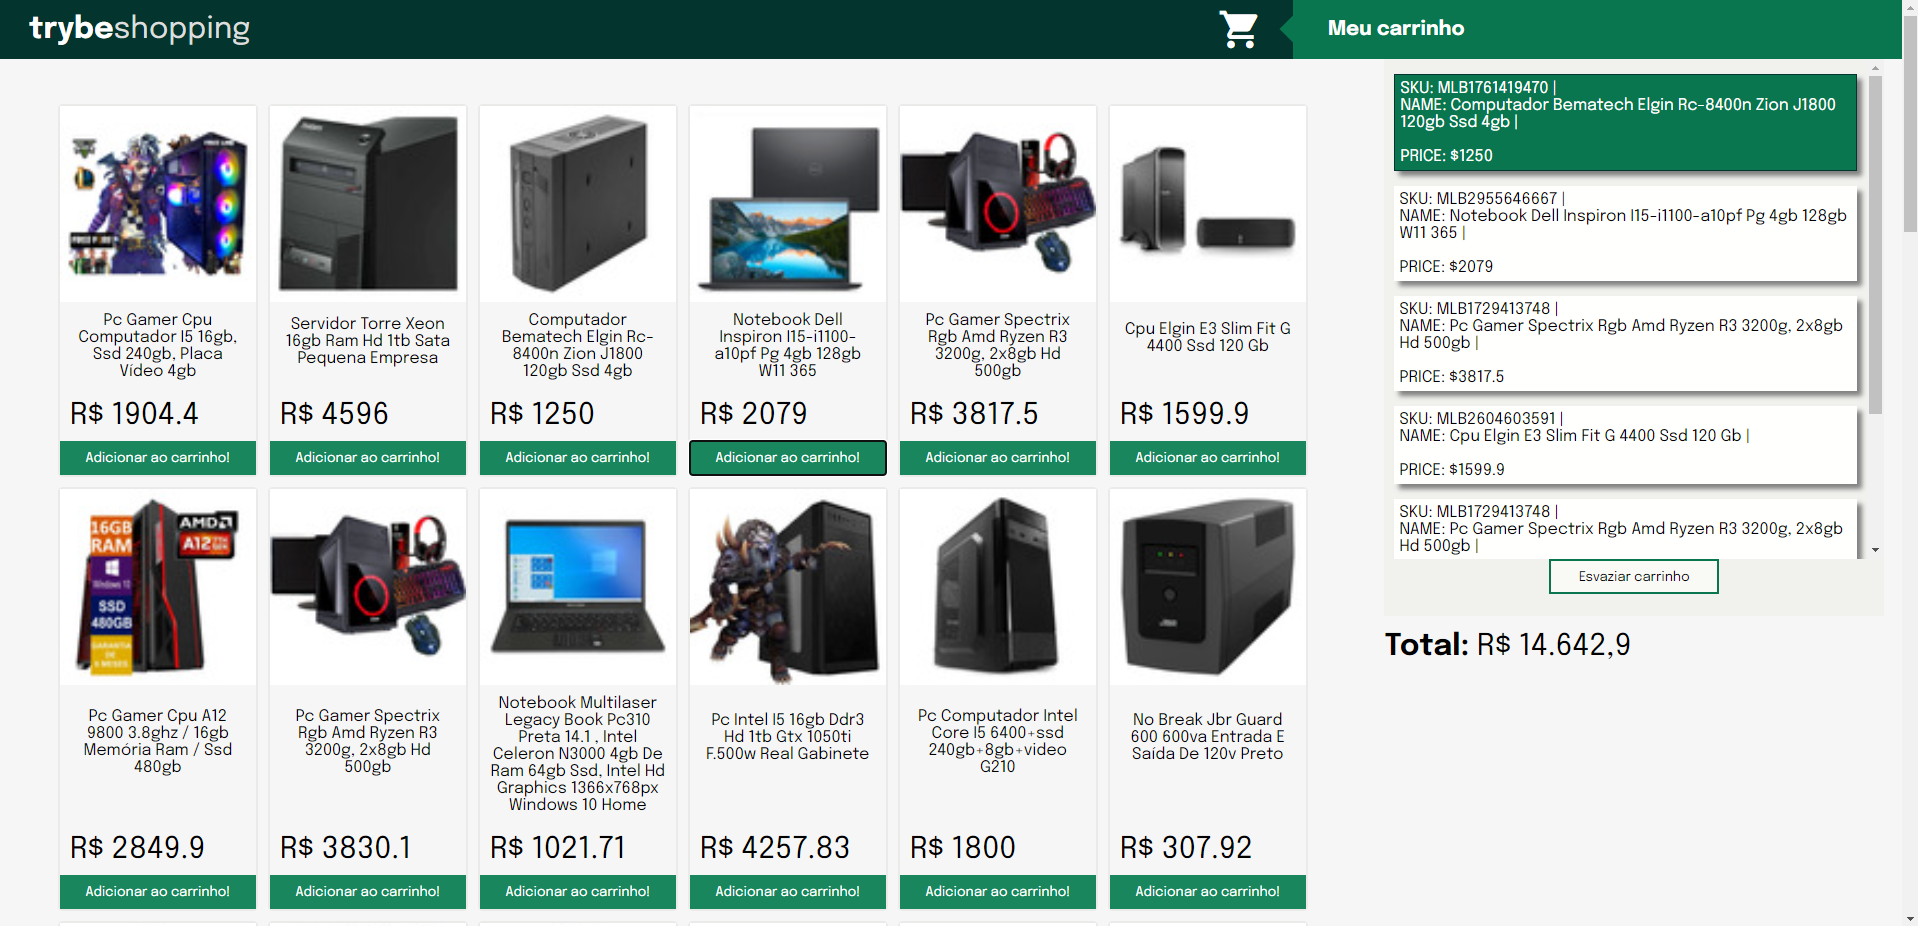 trybeshopping
Meu carrinho
Pc Gamer Cpu
Computador I5 16gb,
Ssd 240gb, Placa
Vídeo 4gb
R$ 1904.4
Adicionar ao carrinho!
Servidor Torre Xeon
16gb Ram Hd 1tb Sata
Pequena Empresa
R$ 4596
Adicionar ao carrinho!
Computador
Bematech Elgin Rc-
8400n Zion J1800
120gb Ssd 4gb
R$ 1250
Adicionar ao carrinho!
Notebook Dell
Inspiron I15-i1100-
a10pf Pg 4gb 128gb
W11 365
R$ 2079
Adicionar ao carrinho!
Pc Gamer Spectrix
Rgb Amd Ryzen R3
3200g, 2x8gb Hd
500gb
R$ 3817.5
Adicionar ao carrinho!
Cpu Elgin E3 Slim Fit G
4400 Ssd 120 Gb
R$ 1599.9
Adicionar ao carrinho!
16GB
RAM
Windows 10
SSD
480GB
GARANTIA
DE
AMD
A12
Pc Gamer Cpu A12
9800 3.8ghz / 16gb
Memória Ram / Ssd
480gb
R$ 2849.9
Adicionar ao carrinho!
Pc Gamer Spectrix
Rgb Amd Ryzen R3
3200g, 2x8gb Hd
500gb
R$ 3830.1
Adicionar ao carrinho!
Notebook Multilaser
Legacy Book Pc310
Preta 14.1 , Intel
Celeron N3000 4gb De
Ram 64gb Ssd, Intel Hd
Graphics 1366x768px
Windows 10 Home
R$ 1021.71
Adicionar ao carrinho!
Pc Intel I5 16gb Ddr3
Hd 1tb Gtx 1050ti
F.500w Real Gabinete
R$ 4257.83
Adicionar ao carrinho!
Pc Computador Intel
Core I5 6400+ssd
240gb+8gb+video
G210
R$ 1800
Adicionar ao carrinho!
No Break Jbr Guard
600 600va Entrada E
Saída De 120v Preto
R$ 307.92
Adicionar ao carrinho!
SKU: MLB1761419470 |
NAME: Computador Bematech Elgin Rc-8400n Zion J1800
120gb Ssd 4gb |
PRICE: $1250
SKU: MLB2955646667 |
NAME: Notebook Dell Inspiron I15-i1100-a10pf Pg 4gb 128gb
W11 365 |
PRICE: $2079
SKU: MLB1729413748 |
NAME: Pc Gamer Spectrix Rgb Amd Ryzen R3 3200g, 2x8gb
Hd 500gb |
PRICE: $3817.5
SKU: MLB2604603591 |
NAME: Cpu Elgin E3 Slim Fit G 4400 Ssd 120 Gb |
PRICE: $1599.9
SKU: MLB1729413748 |
NAME: Pc Gamer Spectrix Rgb Amd Ryzen R3 3200g, 2x8gb
Hd 500gb |
Esvaziar carrinho
Total: R$ 14.642,9